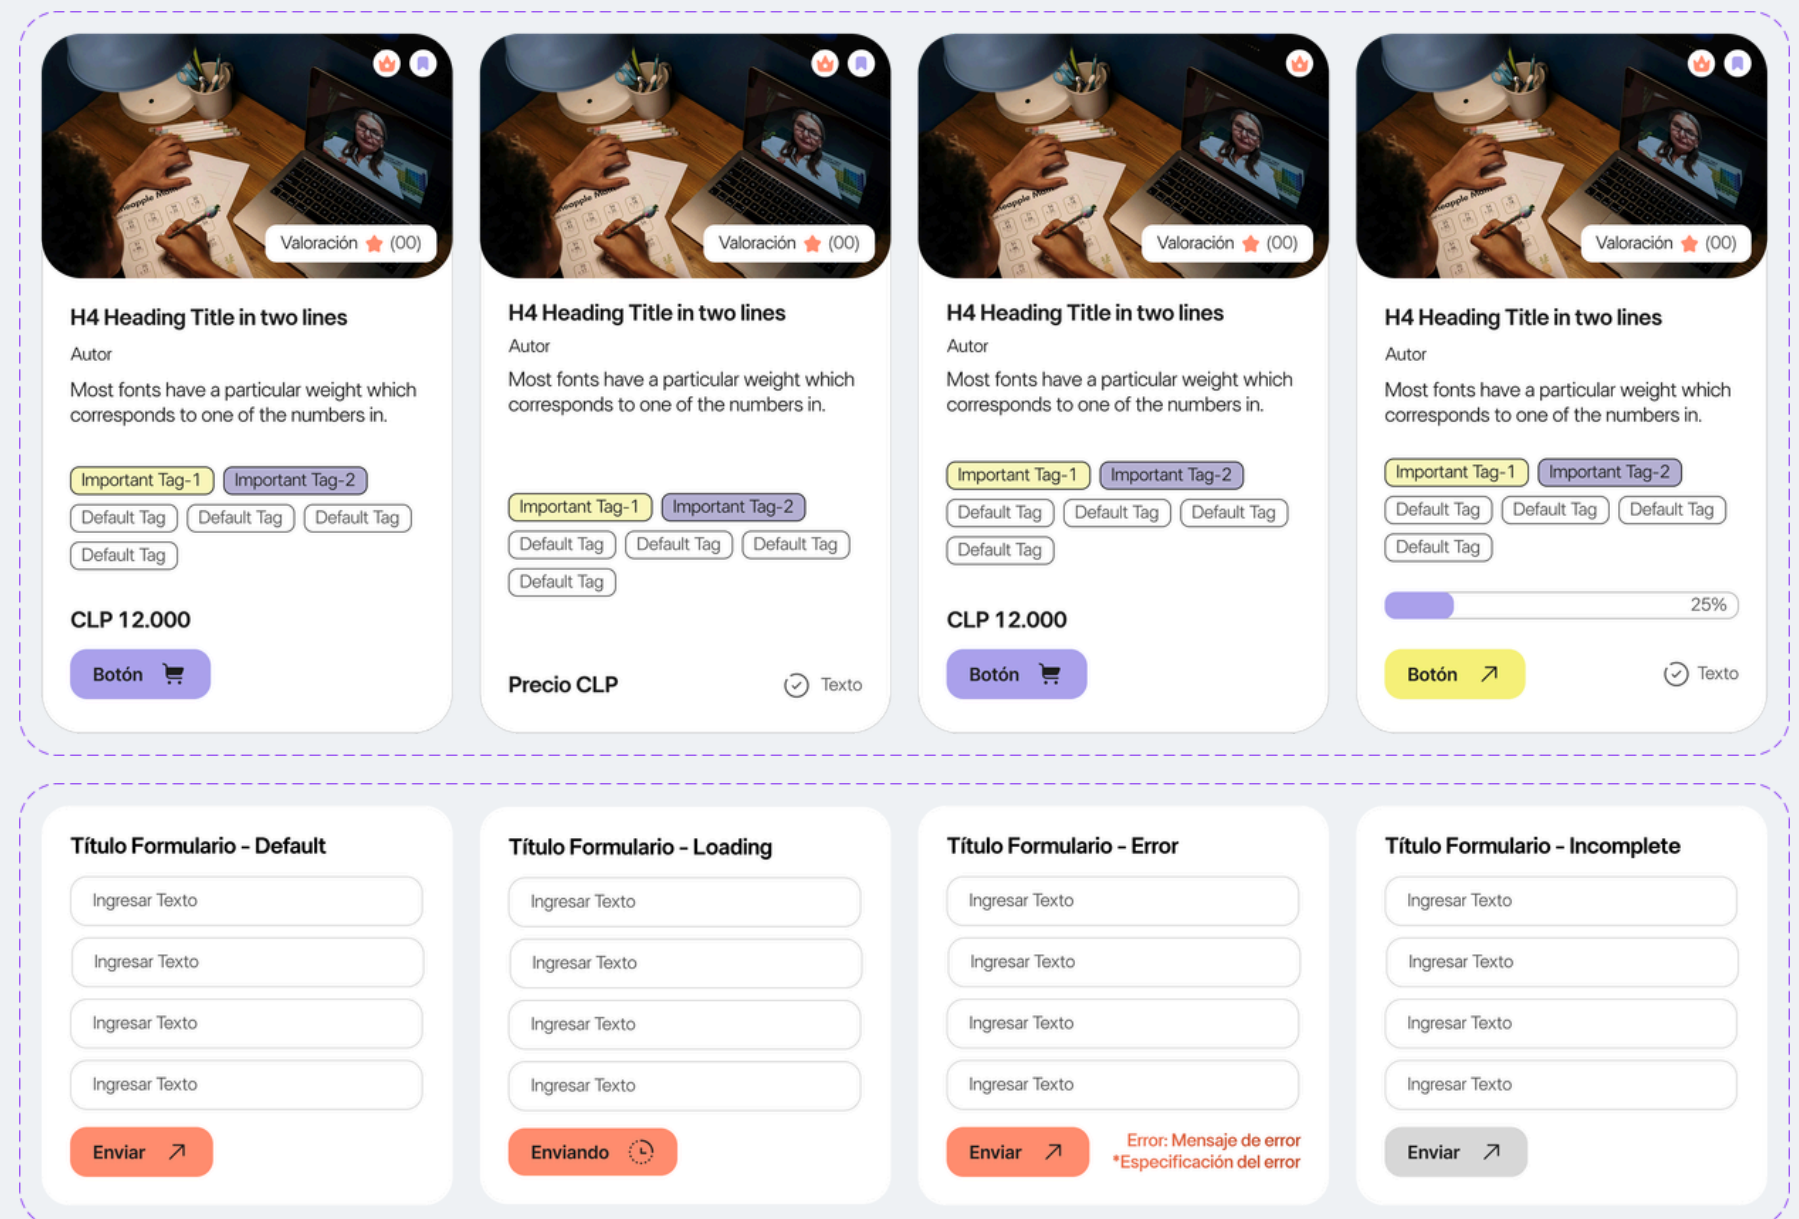 Valoración (00)
H4 Heading Title in two lines
Autor
Most fonts have a particular weight which
corresponds to one of the numbers in.
Important Tag-1 Important Tag-2
Default Tag Default Tag Default Tag
Default Tag
CLP 12.000
Botón
Valoración (00)
H4 Heading Title in two lines
Autor
Most fonts have a particular weight which
corresponds to one of the numbers in.
Important Tag-1 Important Tag-2
Default Tag Default Tag Default Tag
Default Tag
Precio CLP Texto
Valoración (00)
H4 Heading Title in two lines
Autor
Most fonts have a particular weight which
corresponds to one of the numbers in.
Important Tag-1 Important Tag-2
Default Tag Default Tag Default Tag
Default Tag
CLP 12.000
Botón
Valoración (00)
H4 Heading Title in two lines
Autor
Most fonts have a particular weight which
corresponds to one of the numbers in.
Important Tag-1 Important Tag-2
Default Tag Default Tag Default Tag
Default Tag
25%
Botón Texto
Título Formulario - Default
Ingresar Texto
Ingresar Texto
Ingresar Texto
Ingresar Texto
Enviar
Título Formulario - Loading
Ingresar Texto
Ingresar Texto
Ingresar Texto
Ingresar Texto
Enviando
Título Formulario - Error
Ingresar Texto
Ingresar Texto
Ingresar Texto
Ingresar Texto
Enviar
Error: Mensaje de error
*Especificación del error
Título Formulario - Incomplete
Ingresar Texto
Ingresar Texto
Ingresar Texto
Ingresar Texto
Enviar